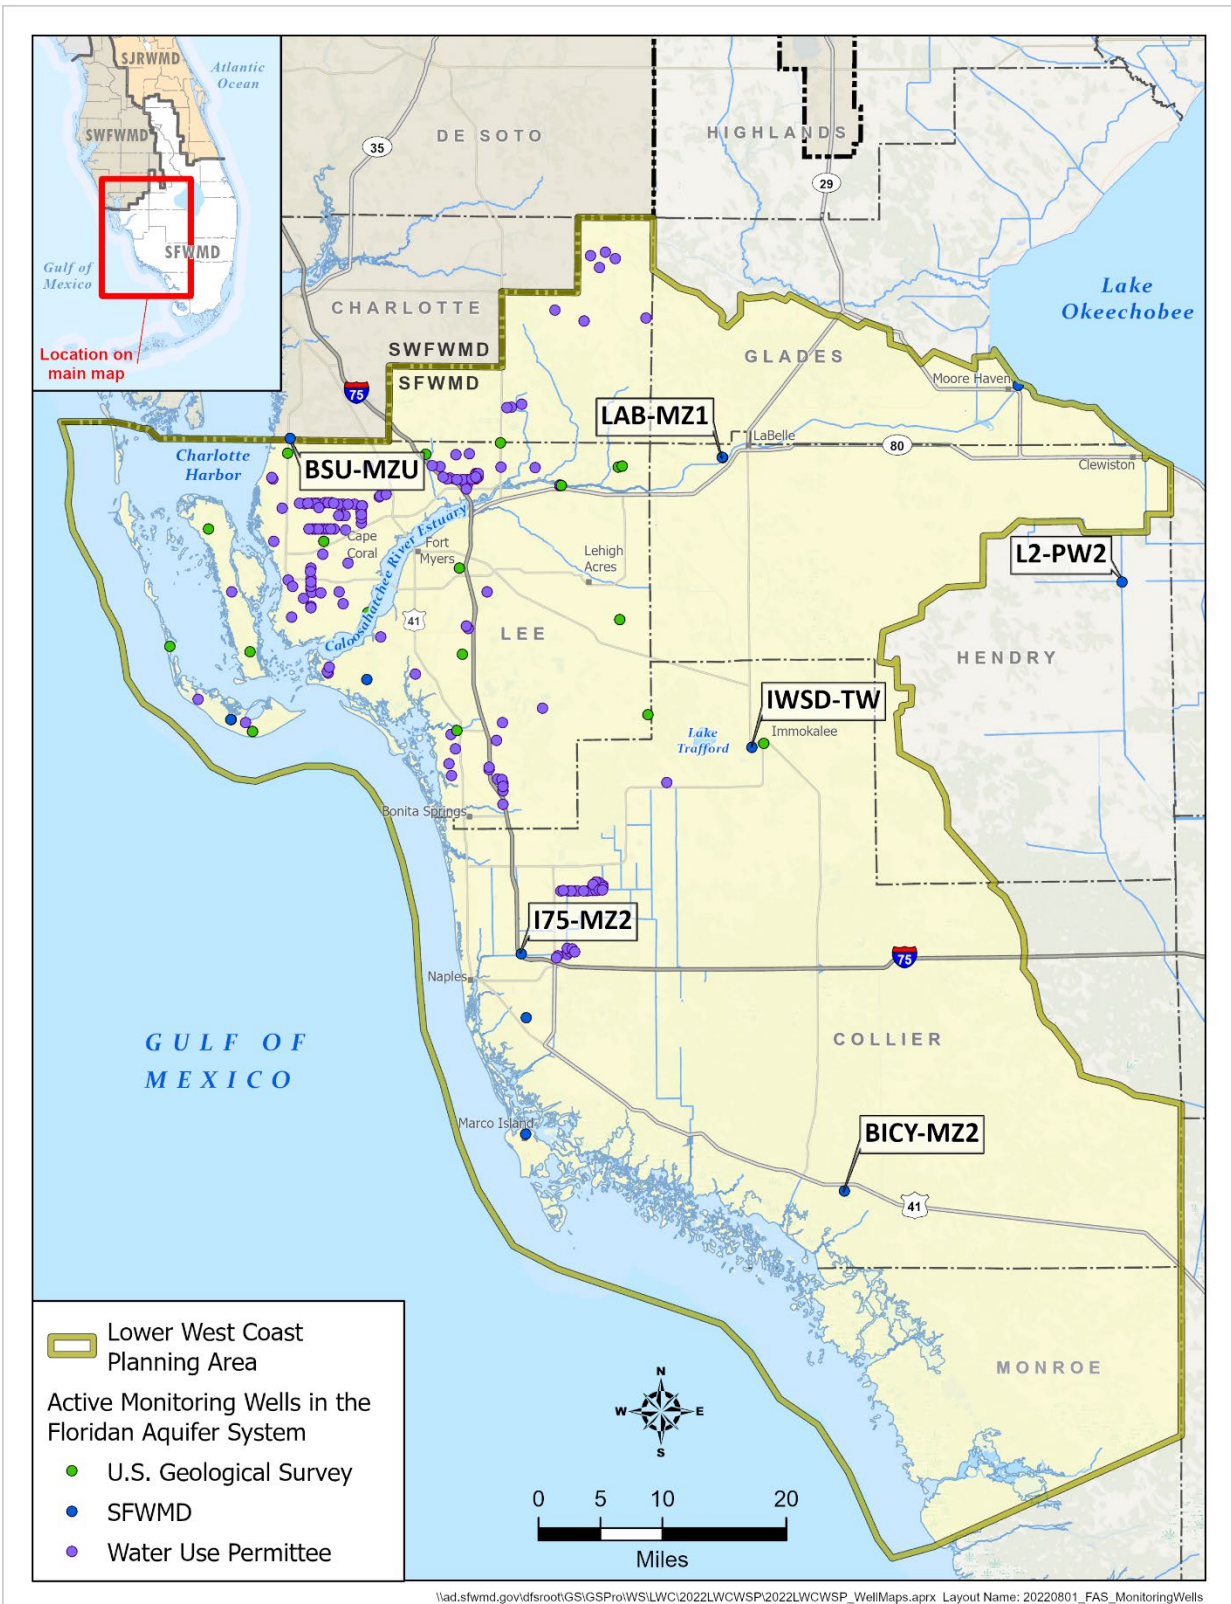 SJRWMD
Atlantic
Ocean
SWFWMD
SFWMD
Gulf of
Mexico
Location on
main map
DE SOTO
HIGHLANDS
35
29
Lake
Okeechobee
CHARLOTTE
SWFWMD
SFWMD
GLADES
Moore Haven
75
LAB-MZ1
LaBelle
80
Clewiston
Charlotte
Harbor
BSU-MZU
Cape
Coral
Caloosahatchee River Estuary
Fort
Myers
Lehigh
Acres
L2-PW2
41
LEE
HENDRY
IWSD-TW
Lake
Trafford
Immokalee
Bonita Springs
I75-MZ2
75
Naples
GULF OF
MEXICO
COLLIER
Marco Island
BICY-MZ2
41
MONROE
Lower West Coast
Planning Area
Active Monitoring Wells in the
Floridan Aquifer System
U.S. Geological Survey
SFWMD
Water Use Permittee
N
W E
S
0 5 10 20
Miles
\\ad.sfwmd.gov\dfsroot\GS\GSPro\WS\LWC\2022LWCWSP\2022LWCWSP_WellMaps.aprx Layout Name: 20220801_FAS_MonitoringWells